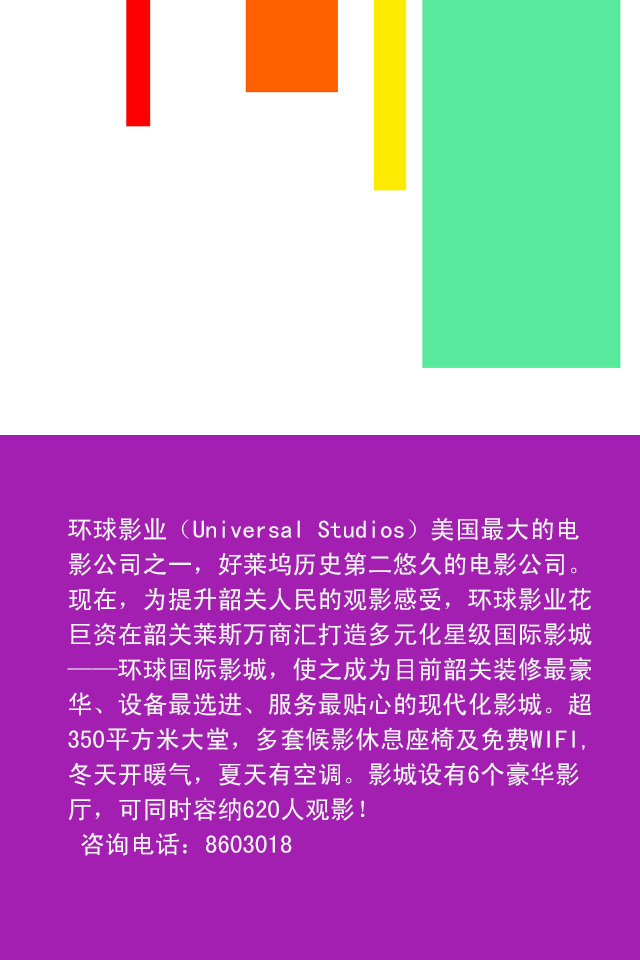 环球影业（Universal Studios）美国最大的电
影公司之一，好莱坞历史第二悠久的电影公司。
现在，为提升韶关人民的观影感受，环球影业花
巨资在韶关莱斯万商汇打造多元化星级国际影城
——环球国际影城，使之成为目前韶关装修最豪
华、设备最选进、服务最贴心的现代化影城。超
350平方米大堂，多套候影休息座椅及免费WIFI,
冬天开暖气，夏天有空调。影城设有6个豪华影
厅，可同时容纳620人观影！
咨询电话：8603018